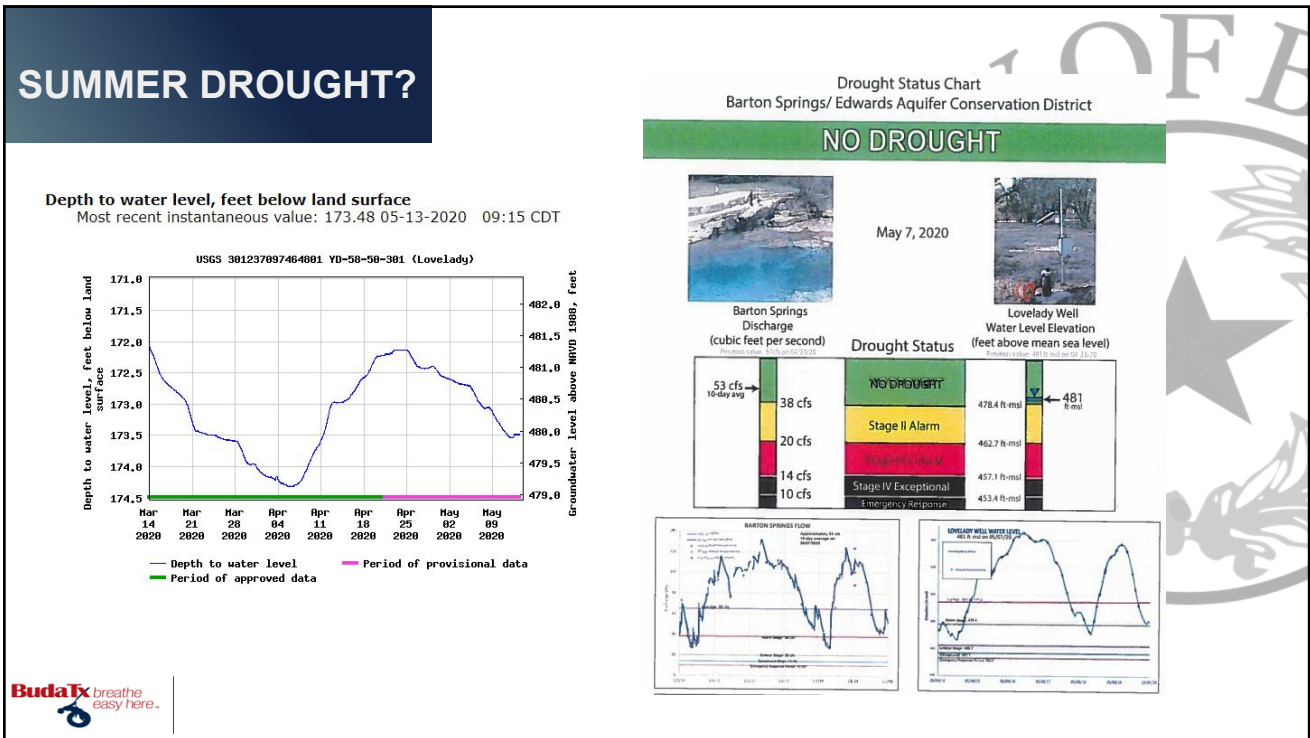 SUMMER DROUGHT?
Depth to water level, feet below land surface
Most recent instantaneous value: 173.48 05-13-2020 09:15 CDT
USGS 301237097464801 YD-58-50-301 (Lovelady)
Depth to water level, feet below land
surface
171.0
171.5
172.0
172.5
173.0
173.5
174.0
174.5
482.0
481.5
481.0
480.5
480.0
479.5
479.0
Groundwater level above NAVD 1988, feet
Mar Mar Mar Apr Apr Apr Apr May May
14 21 28 04 11 18 25 02 09
2020 2020 2020 2020 2020 2020 2020 2020 2020
Depth to water level
Period of provisional data
Period of approved data
BudaTx breathe
easy here.
OF B
Drought Status Chart
Barton Springs/ Edwards Aquifer Conservation District
NO DROUGHT
May 7, 2020
Barton Springs
Discharge
(cubic feet per second)
Drought Status
Lovelady Well
Water Level Elevation
(feet above mean sea level)
53 cfs
10-day avg
38 cfs
20 cfs
14 cfs
10 cfs
NO DROUGHT
Stage II Alarm
Stage IV Exceptional
Emergency Response
478.4 ft-msl
462.7 ft-msl
457.1 ft-msl
453.4 ft-msl
481
ft-msl
BARTON SPRINGS FLOW
LOVELADY WELL WATER LEVEL
481 ft-msl on 05/07/20